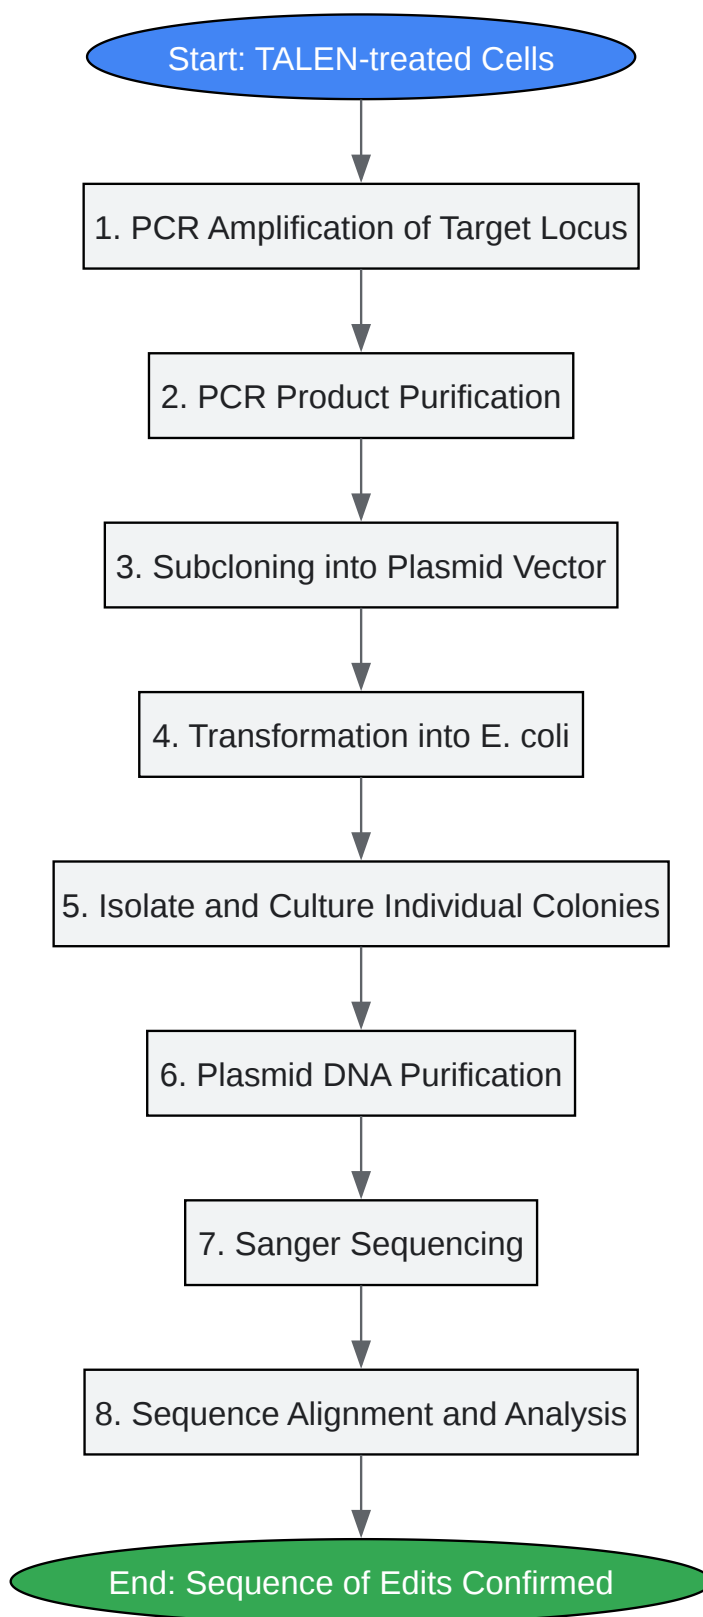 Start: TALEN-treated Cells
1. PCR Amplification of Target Locus
2. PCR Product Purification
3. Subcloning into Plasmid Vector
4. Transformation into E. coli
5. Isolate and Culture Individual Colonies
6. Plasmid DNA Purification
7. Sanger Sequencing
8. Sequence Alignment and Analysis
End: Sequence of Edits Confirmed